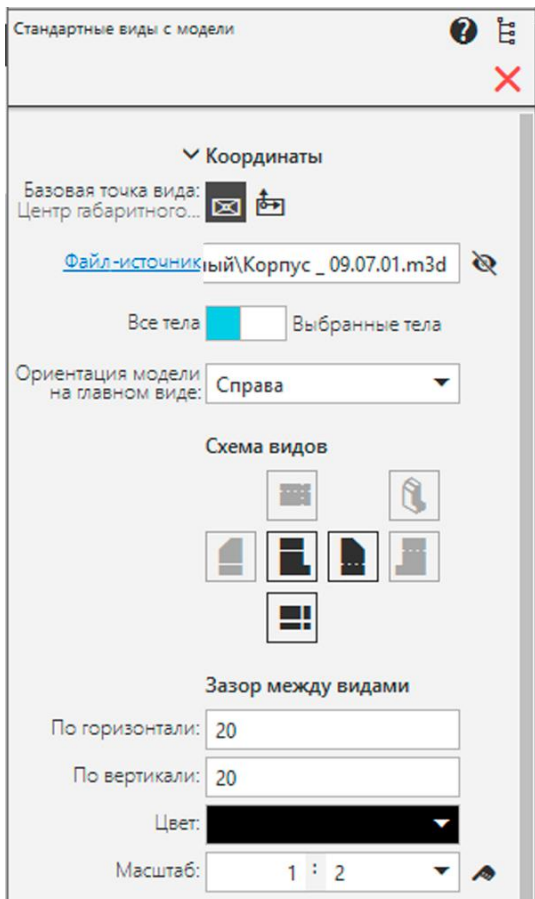 Стандартные виды с модели
Координаты
Базовая точка вида:
Центр габаритного...
Файл-источник ный\Корпус _ 09.07.01.m3d
Все тела Выбранные тела
Ориентация модели
на главном виде: Справа
Схема видов
Зазор между видами
По горизонтали: 20
По вертикали: 20
Цвет:
Масштаб: 1 : 2